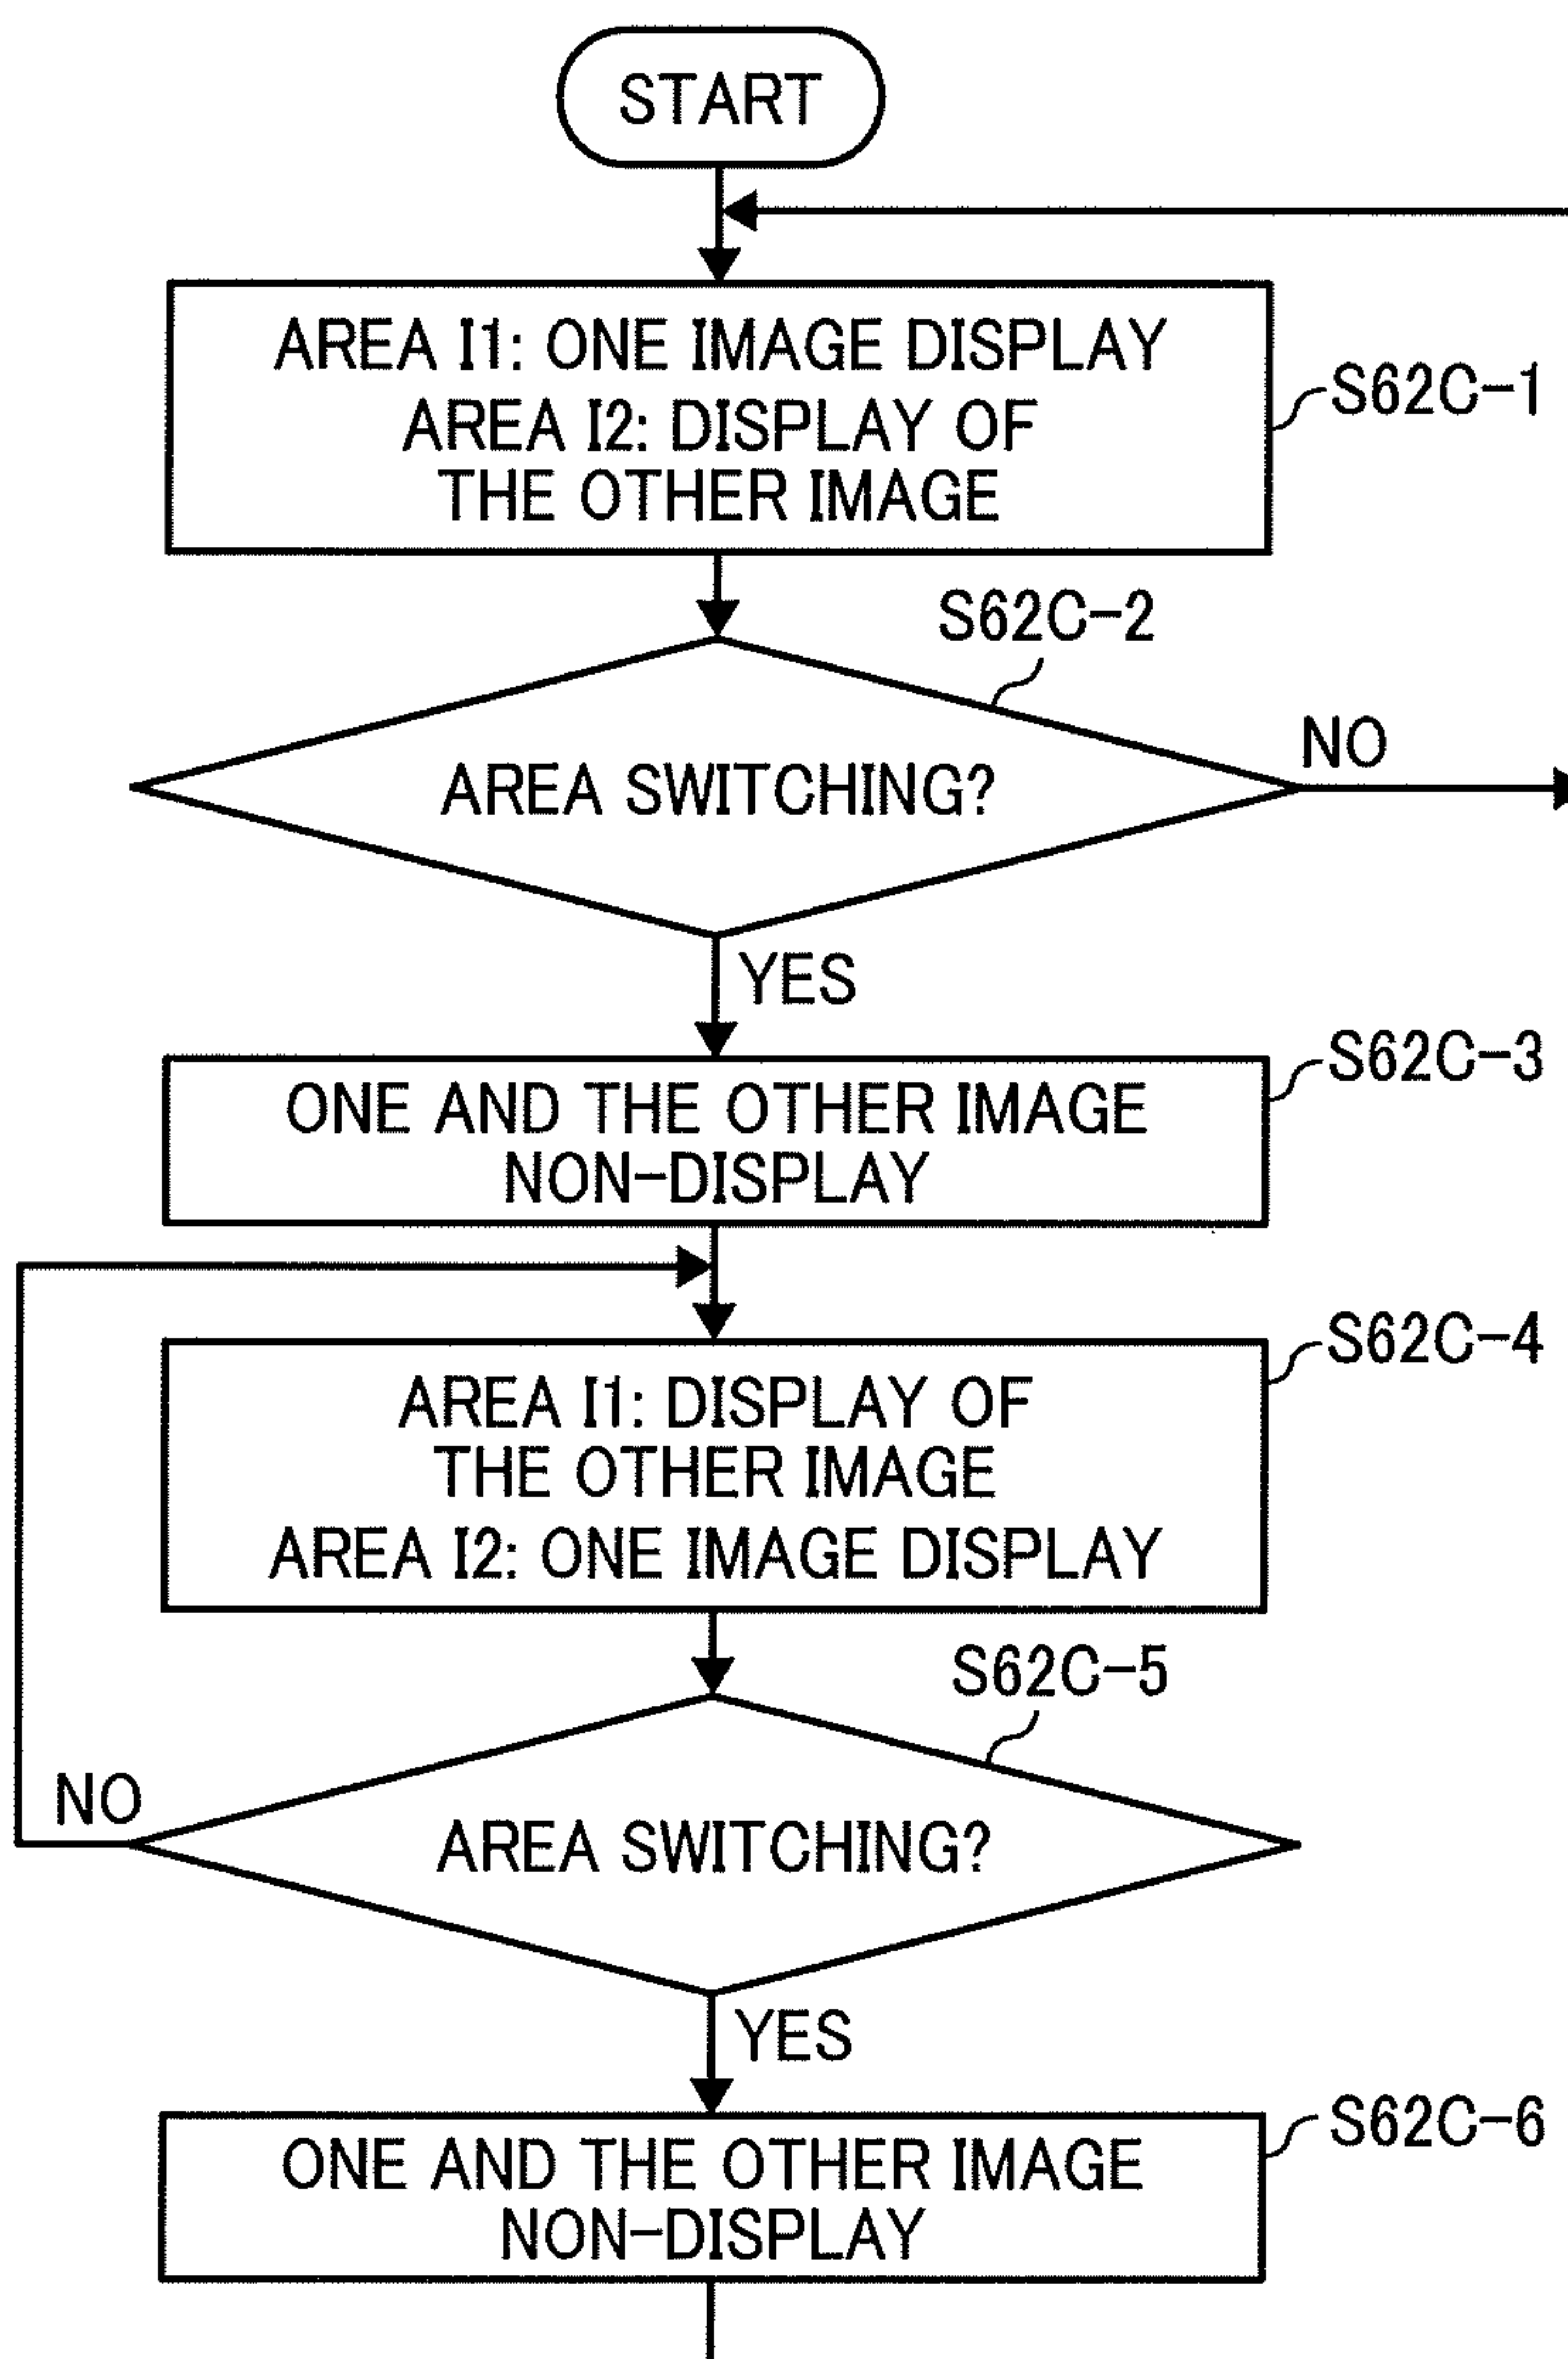 START
AREA I1: ONE IMAGE DISPLAY
AREA I2: DISPLAY OF
THE OTHER IMAGE
S62C-1
S62C-2
AREA SWITCHING?
NO
YES
S62C-3
ONE AND THE OTHER IMAGE
NON-DISPLAY
S62C-4
AREA I1: DISPLAY OF
THE OTHER IMAGE
AREA I2: ONE IMAGE DISPLAY
S62C-5
NO
AREA SWITCHING?
YES
S62C-6
ONE AND THE OTHER IMAGE
NON-DISPLAY